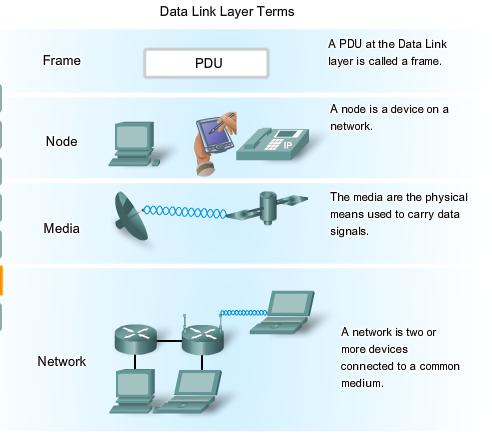 Data Link Layer Terms
Frame
PDU
A PDU at the Data Link
layer is called a frame.
Node
IP
A node is a device on a
network.
Media
The media are the physical
means used to carry data
signals.
Network
A network is two or
more devices
connected to a common
medium.